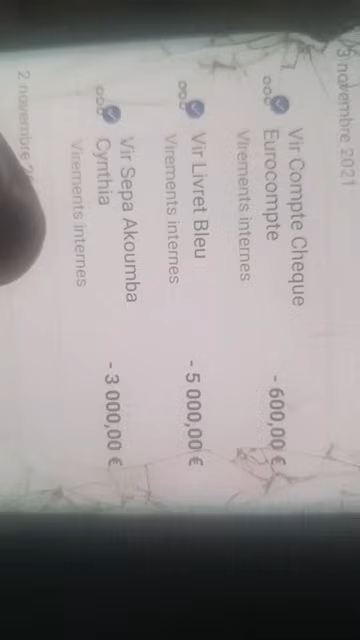 3 novembre 2021
Vir Compte Cheque
Eurocompte
- 600,00 €
Virements internes
Vir Livret Bleu
- 5 000,00 €
Virements internes
Vir Sepa Akoumba
Cynthia
- 3 000,00 €
Virements internes
2 novembre